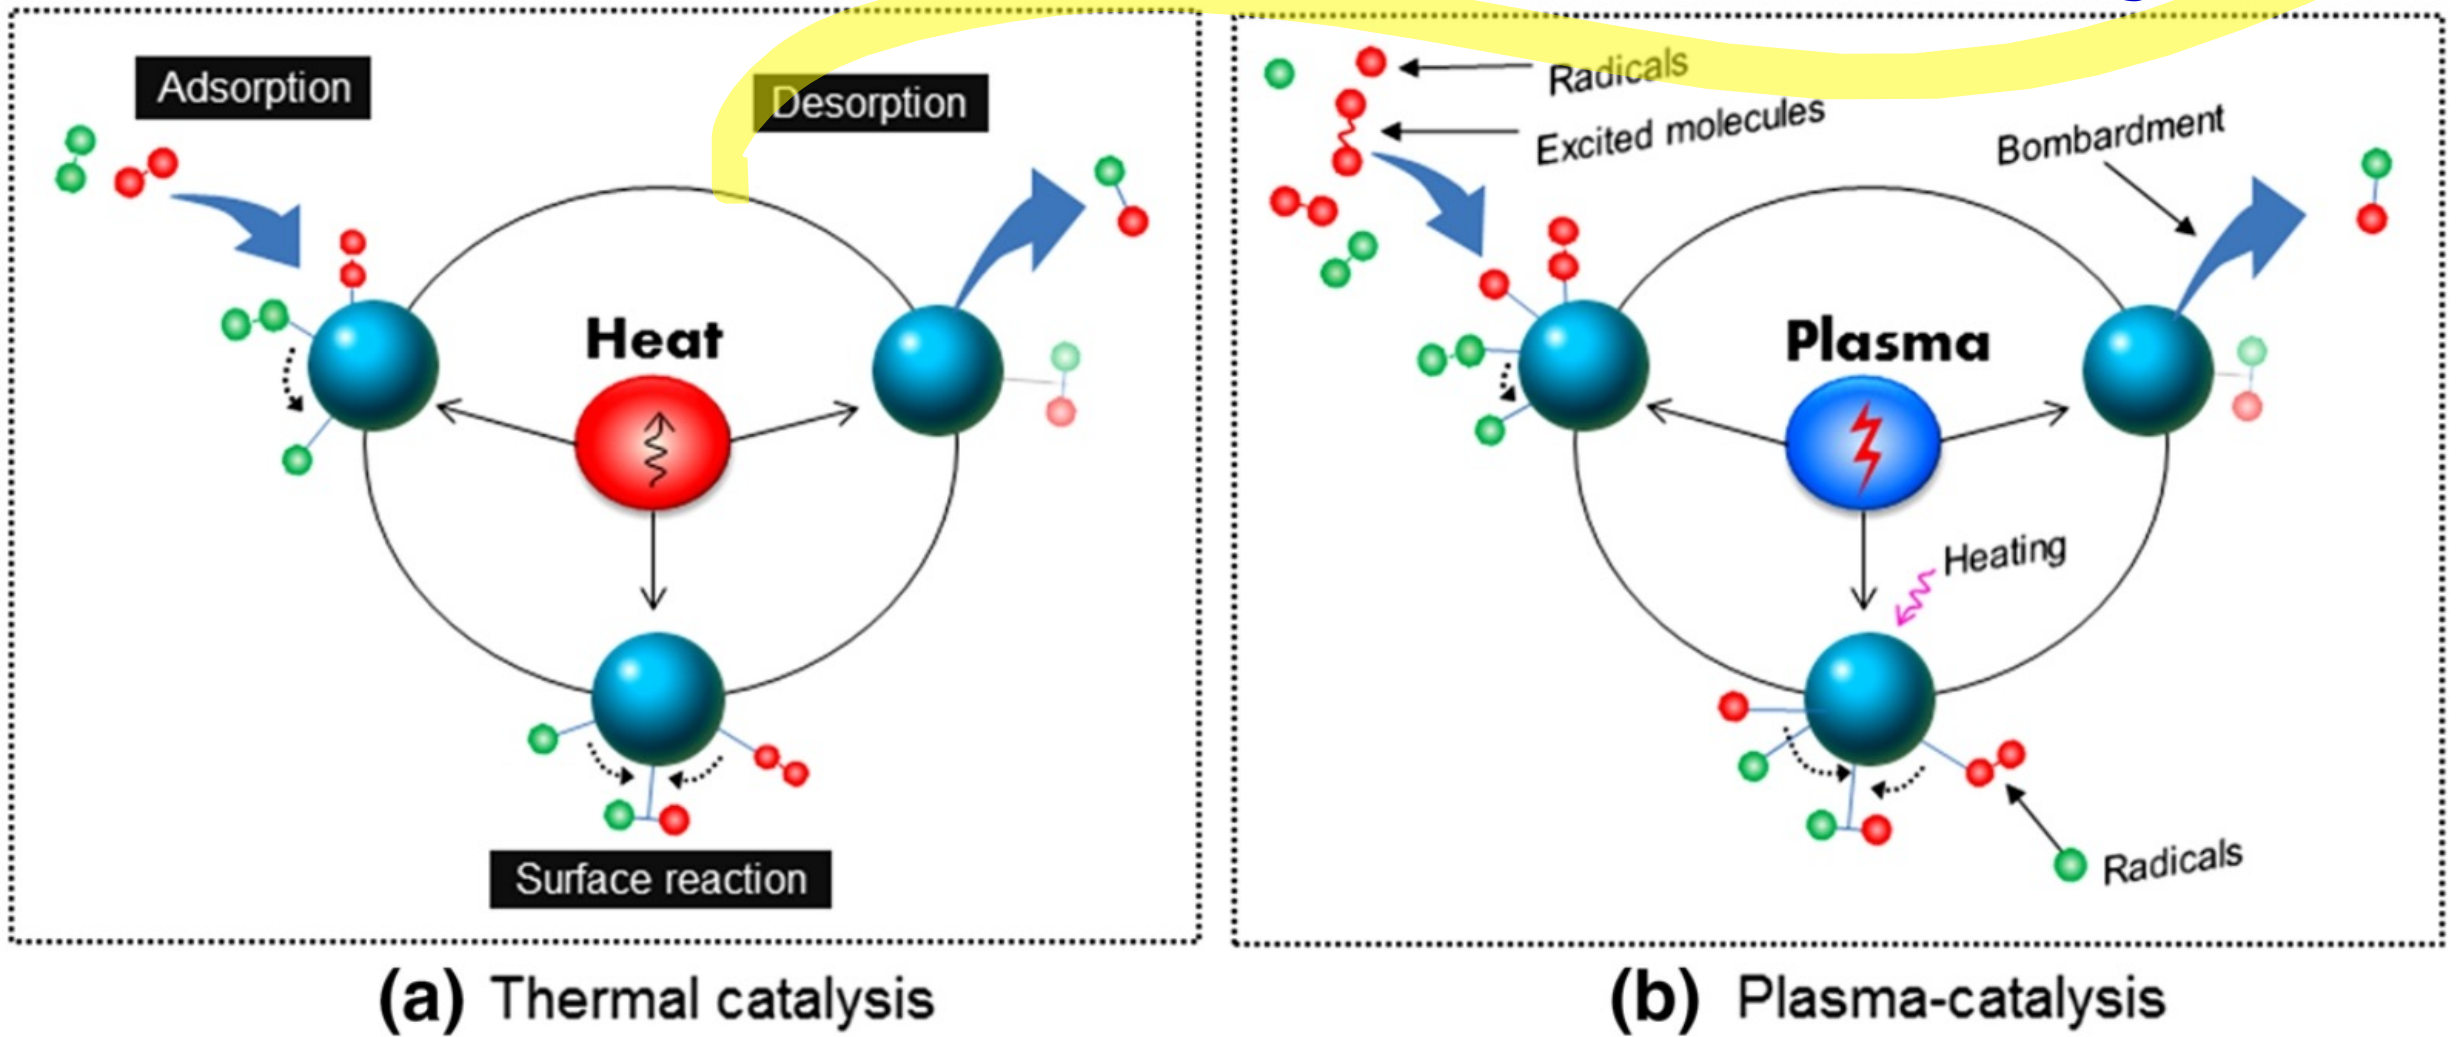 Adsorption
Desorption
Heat
Surface reaction
(a) Thermal catalysis
Radicals
Excited molecules
Bombardment
Plasma
Heating
Radicals
(b) Plasma-catalysis